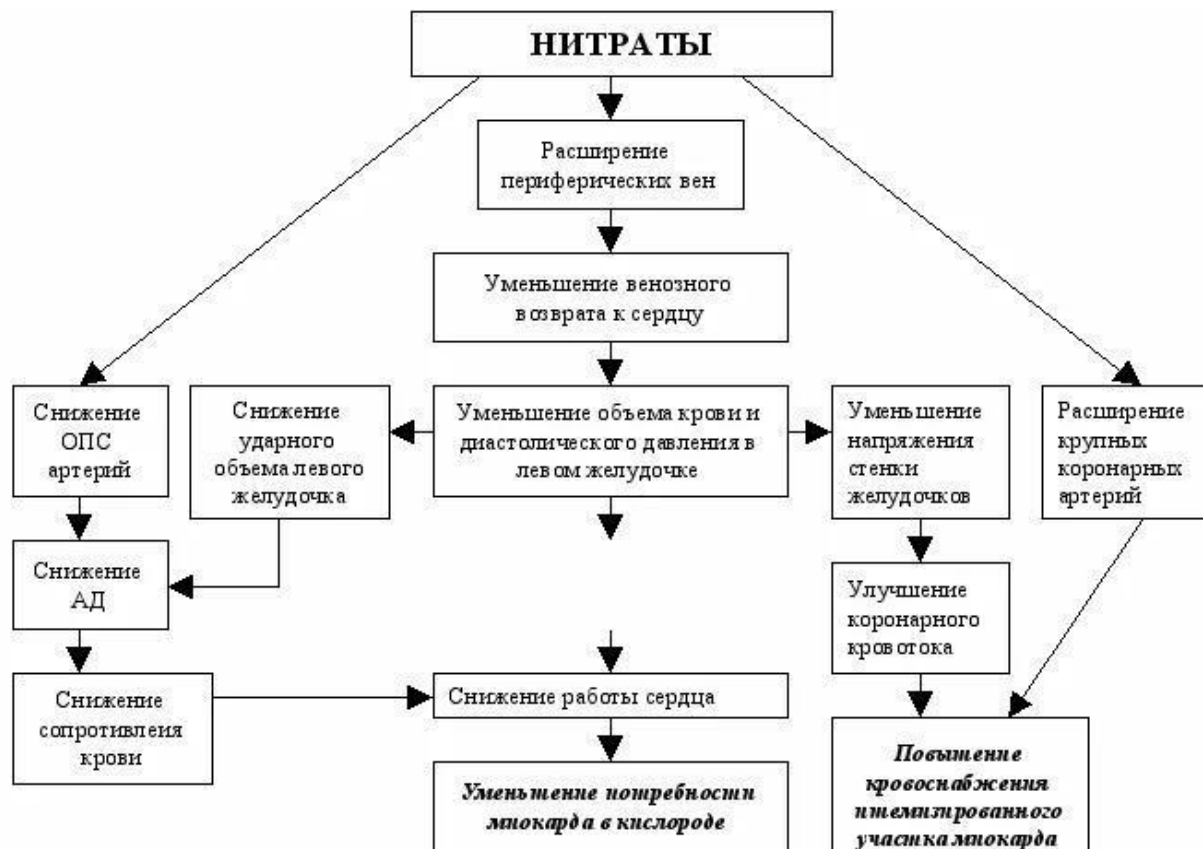 НИТРАТЫ
Расширение
периферических вен
Уменьшение венозного
возврата к сердцу
Снижение
ОПС
артерий
Снижение
ударного
объема левого
желудочка
Уменьшение объема крови и
диастолического давления в
левом желудочке
Уменьшение
напряжения
стенки
желудочков
Расширение
крупных
коронарных
артерий
Снижение
АД
Улучшение
коронарного
кровотока
Снижение
сопротивлеия
крови
Снижение работы сердца
Уменьшение потребности
миокарда в кислороде
Повышение
кровоснабжения
ишемизированного
участка миокарда